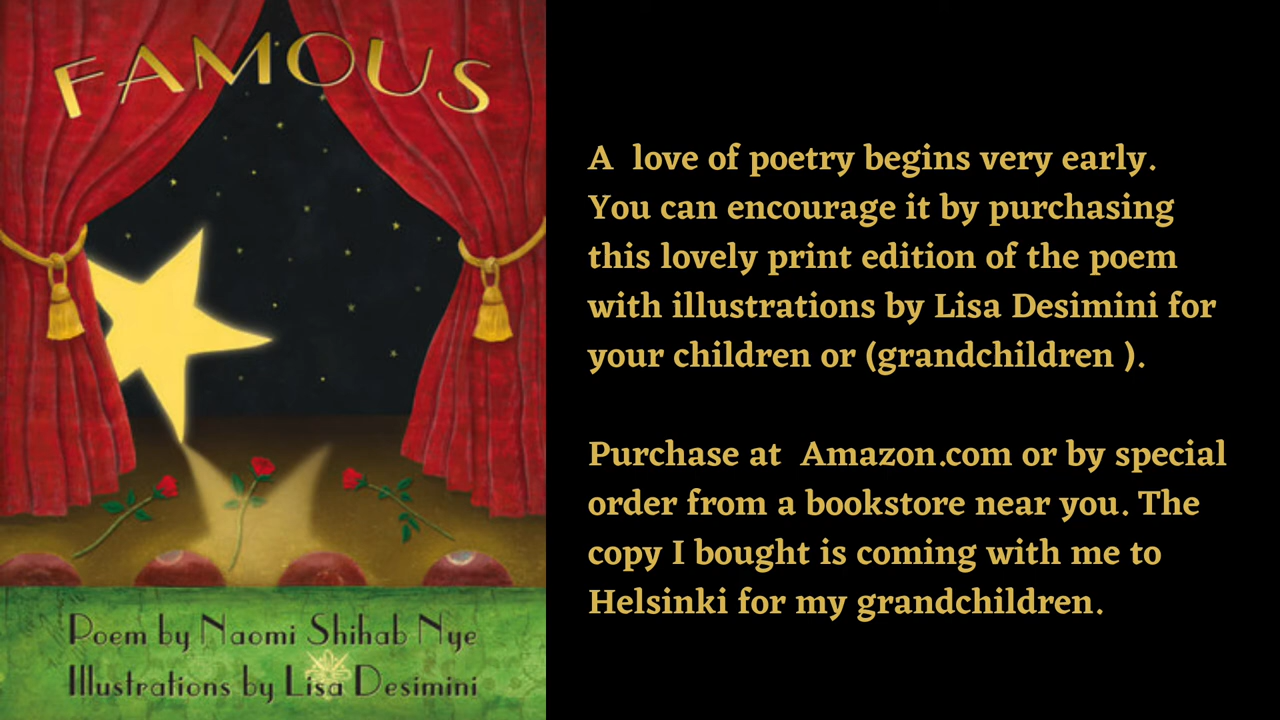 FAMOUS
Poem by Naomi Shihab Nye
Illustrations by Lisa Desimini
A  love of poetry begins very early.
You can encourage it by purchasing
this lovely print edition of the poem
with illustrations by Lisa Desimini for
your children or (grandchildren ).
Purchase at  Amazon.com or by special
order from a bookstore near you. The
copy I bought is coming with me to
Helsinki for my grandchildren.